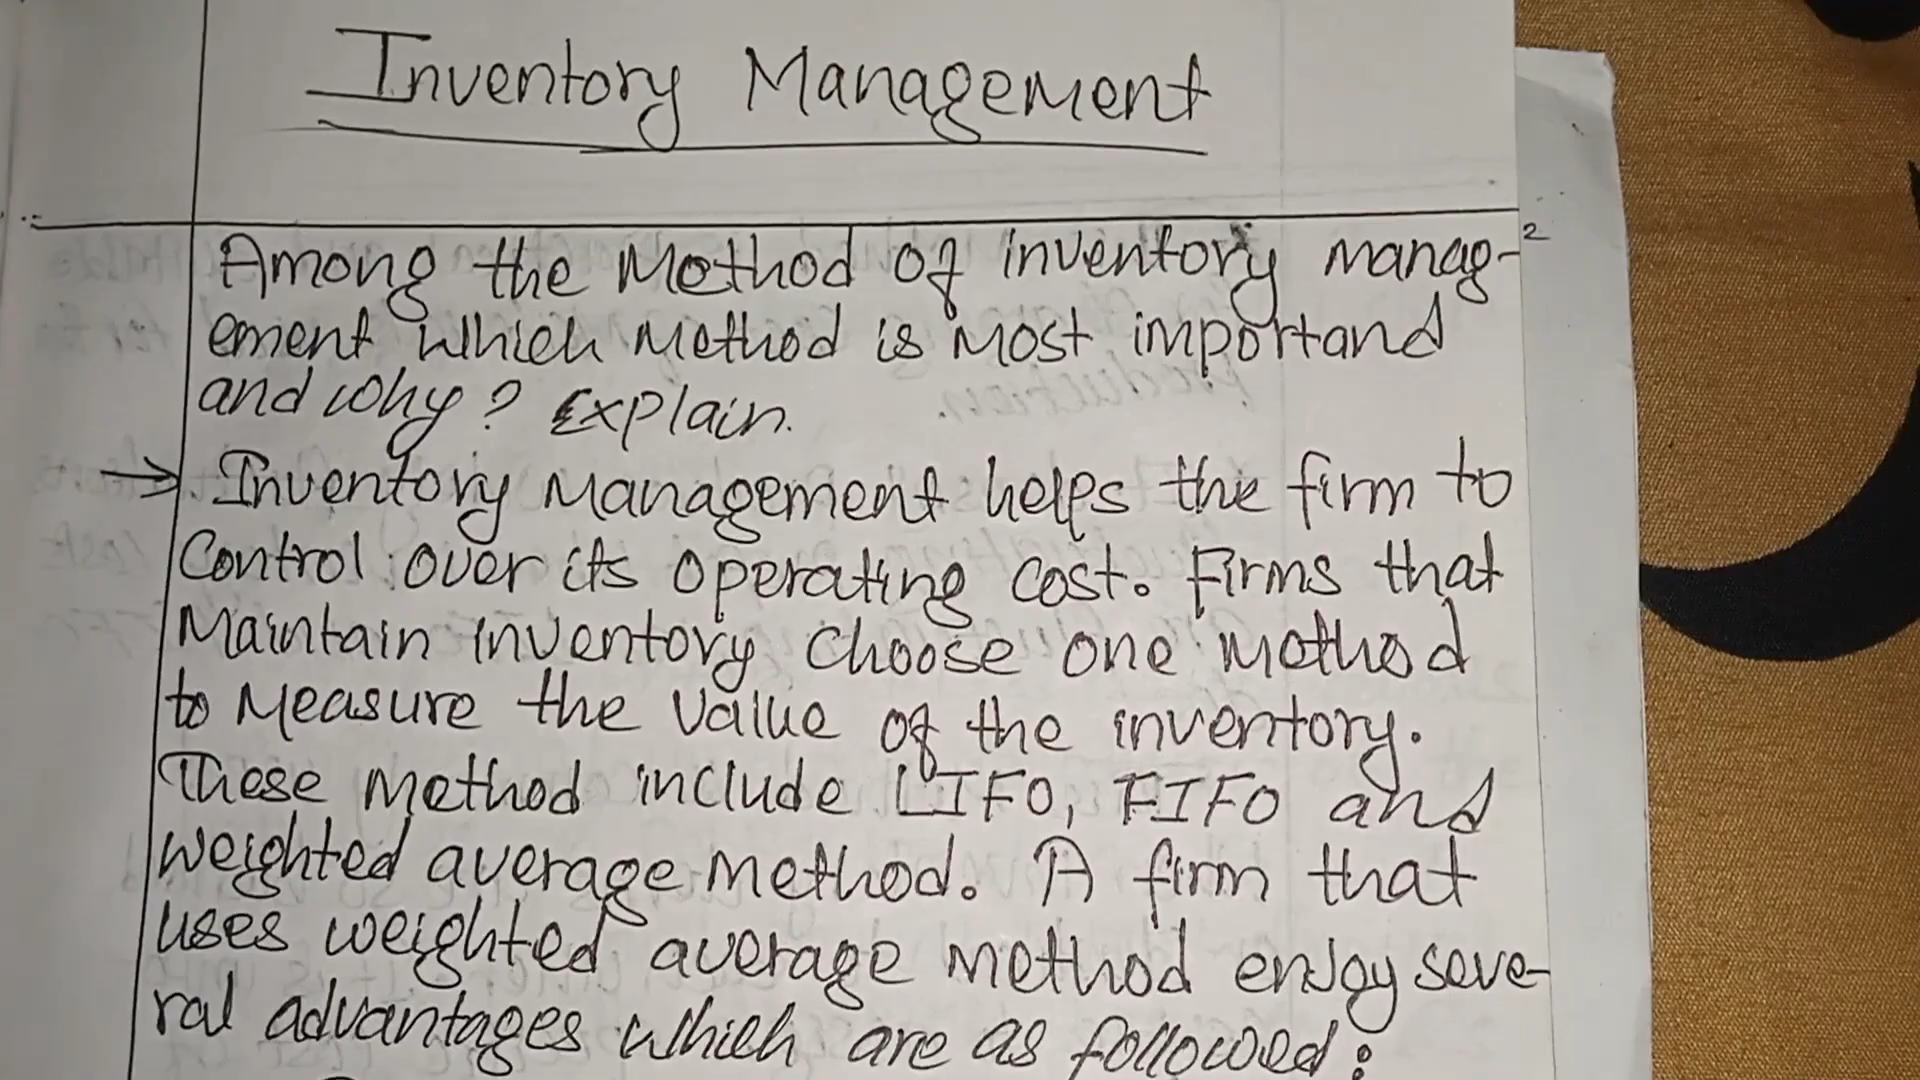 Inventory Management
Among the Method of inventory manag-
ement which Method is Most importand
and why? Explain.
→ Inventory Management helps the firm to
Control over its operating cost. Firms that
Maintain inventory choose one method
to Measure the value of the inventory.
These Method include LIFO, FIFO and
weighted average method. A firm that
uses weighted average method enjoy seve-
ral advantages which are as followed: